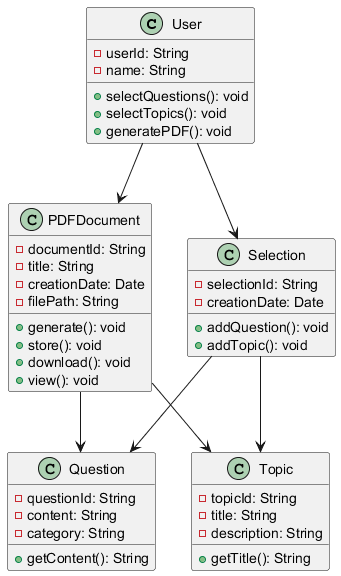 C User
userId: String
name: String
selectQuestions(): void
selectTopics(): void
generatePDF(): void
C PDFDocument
documentId: String
title: String
creationDate: Date
filePath: String
generate(): void
store(): void
download(): void
view(): void
C Selection
selectionId: String
creationDate: Date
addQuestion(): void
addTopic(): void
C Question
questionId: String
content: String
category: String
getContent(): String
C Topic
topicId: String
title: String
description: String
getTitle(): String